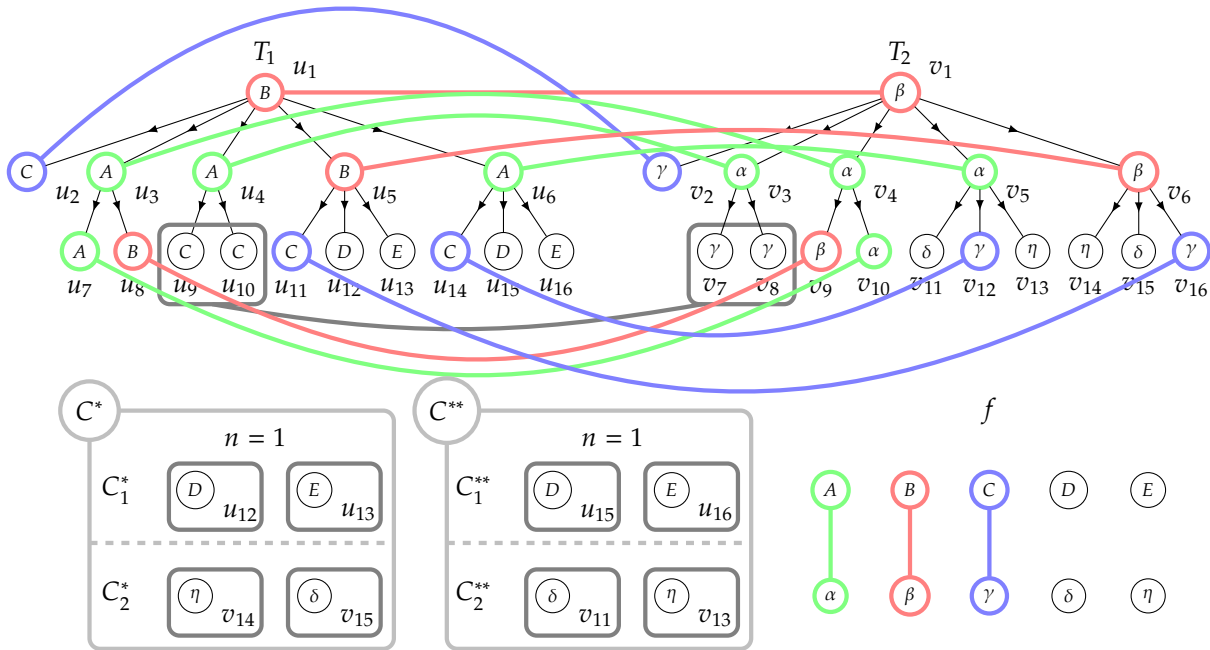 T1 T2
u1 v1
B β
C A A B A γ α α α β
u2 u3 u4 u5 u6 v2 v3 v4 v5 v6
A B C C C D E C D E γ γ β α δ γ η η δ γ
u7 u8 u9 u10 u11 u12 u13 u14 u15 u16 v7 v8 v9 v10 v11 v12 v13 v14 v15 v16
C* C** f
n = 1 n = 1
C*1 D u12 E u13 C**1 D u15 E u16 A B C D E
C*2 η v14 δ v15 C**2 δ v11 η v13 α β γ δ η